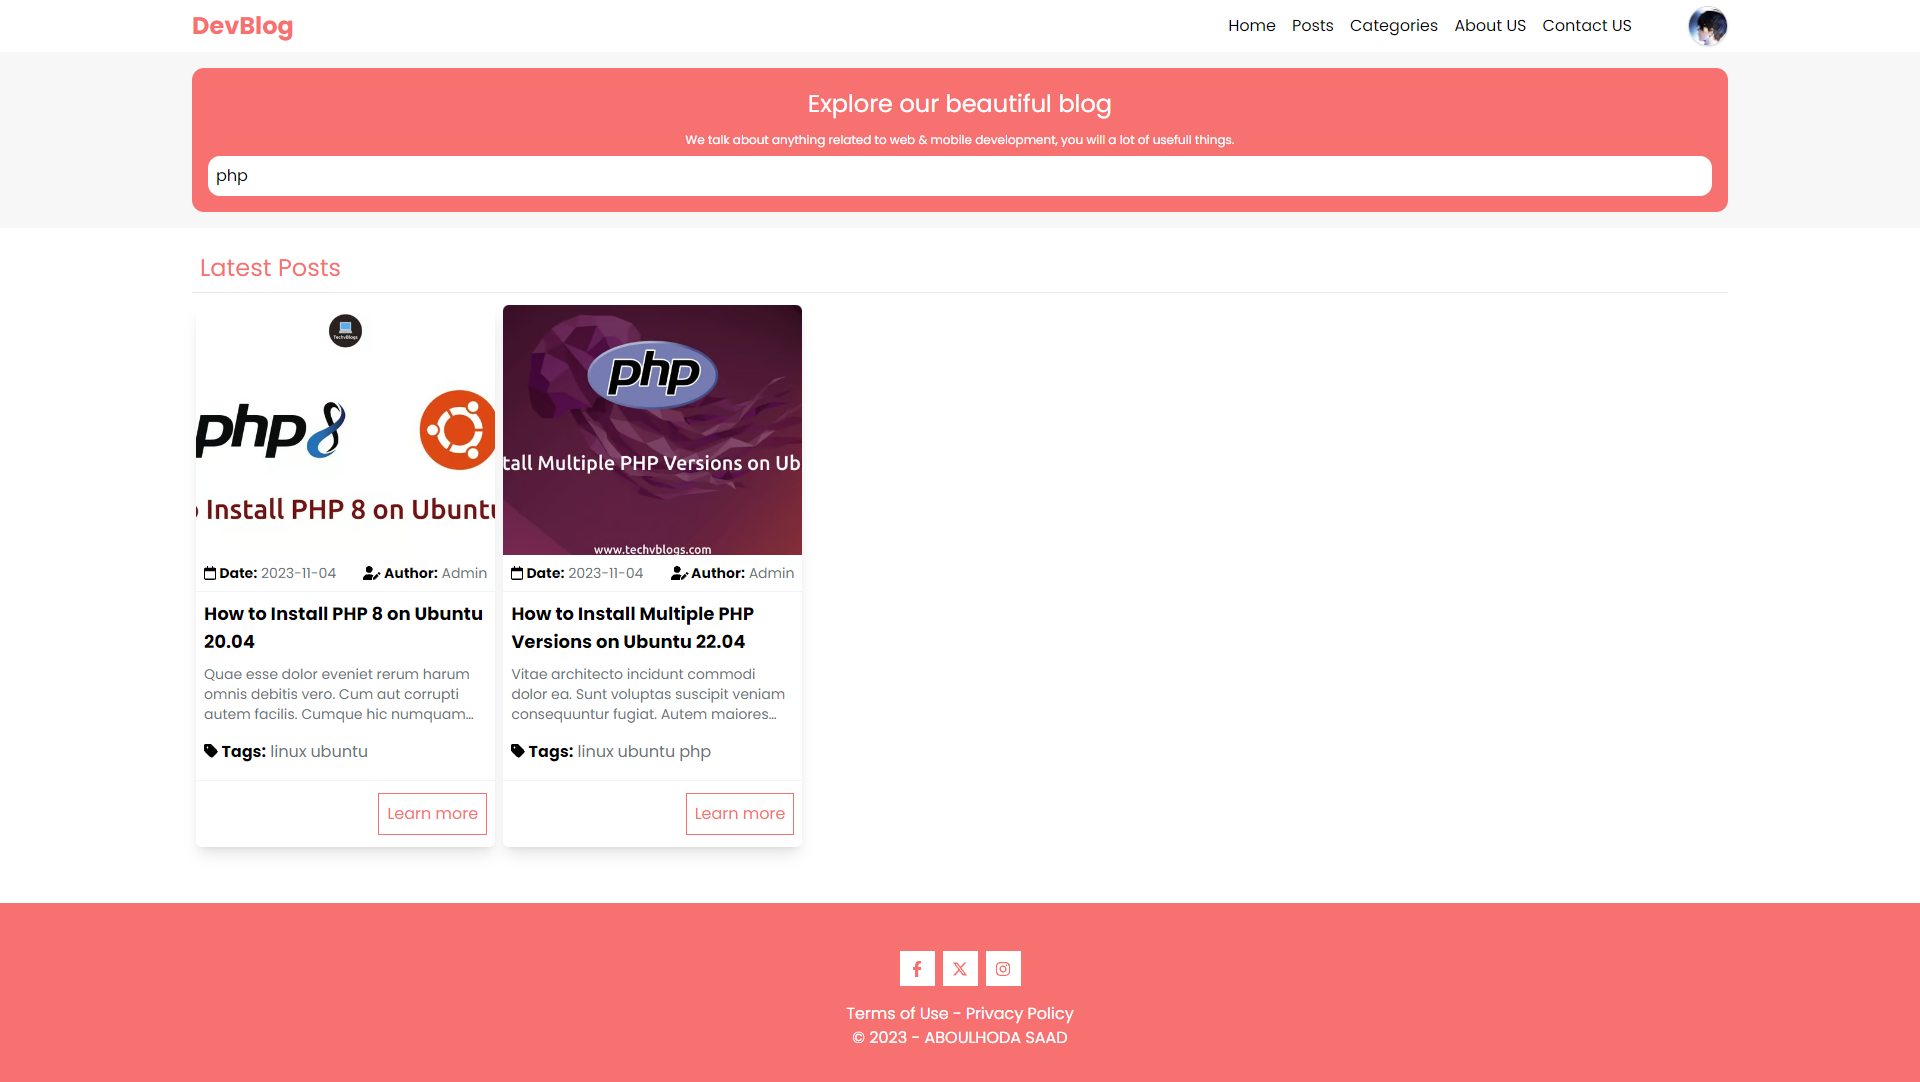 DevBlog
Home Posts Categories About US Contact US
Explore our beautiful blog
We talk about anything related to web & mobile development, you will a lot of usefull things.
php
Latest Posts
TechvBlogs
php8
o Install PHP 8 on Ubuntu
Date: 2023-11-04 Author: Admin
How to Install PHP 8 on Ubuntu
20.04
Quae esse dolor eveniet rerum harum
omnis debitis vero. Cum aut corrupti
autem facilis. Cumque hic numquam...
Tags: linux ubuntu
Learn more
php
tall Multiple PHP Versions on Ub
www.techvblogs.com
Date: 2023-11-04 Author: Admin
How to Install Multiple PHP
Versions on Ubuntu 22.04
Vitae architecto incidunt commodi
dolor ea. Sunt voluptas suscipit veniam
consequuntur fugiat. Autem maiores...
Tags: linux ubuntu php
Learn more
Terms of Use - Privacy Policy
© 2023 - ABOULHODA SAAD